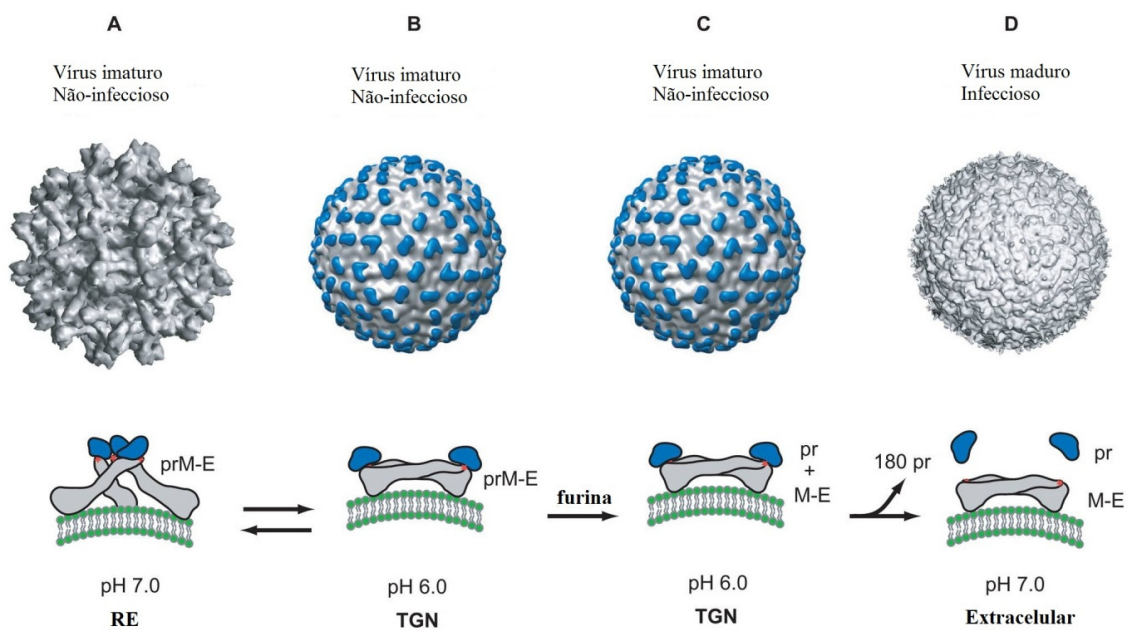 A
B
C
D
Vírus imaturo
Não-infeccioso
Vírus imaturo
Não-infeccioso
Vírus imaturo
Não-infeccioso
Vírus maduro
Infeccioso
prM-E
prM-E
furina
pr
+
M-E
180 pr
pr
M-E
pH 7.0
RE
pH 6.0
TGN
pH 6.0
TGN
pH 7.0
Extracelular